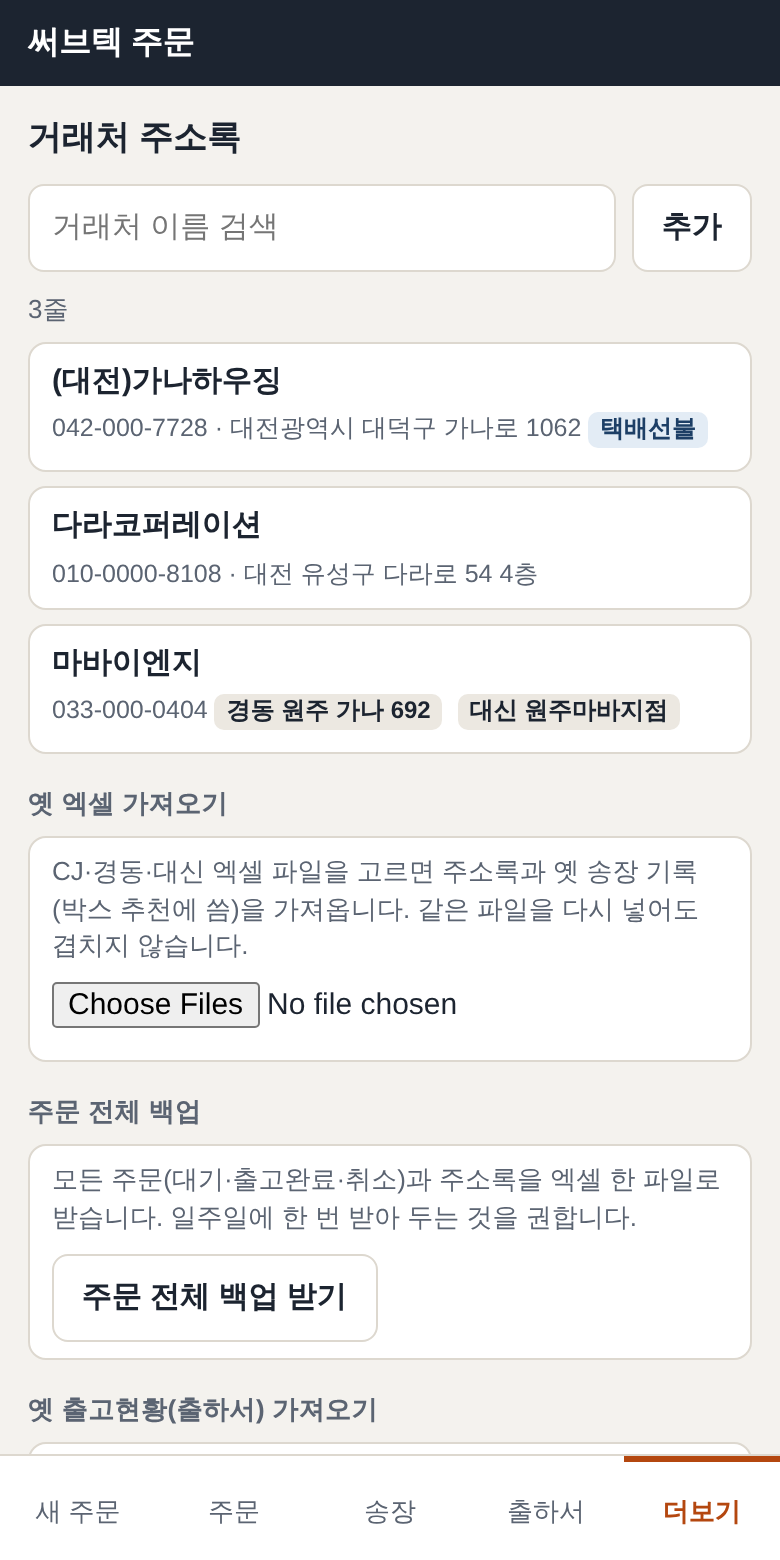 써브텍 주문
거래처 주소록
거래처 이름 검색
추가
3줄
(대전)가나하우징
042-000-7728 · 대전광역시 대덕구 가나로 1062 택배선불
다라코퍼레이션
010-0000-8108 · 대전 유성구 다라로 54 4층
마바이엔지
033-000-0404 경동 원주 가나 692 대신 원주마바지점
옛 엑셀 가져오기
CJ·경동·대신 엑셀 파일을 고르면 주소록과 옛 송장 기록
(박스 추천에 씀)을 가져옵니다. 같은 파일을 다시 넣어도
겹치지 않습니다.
Choose Files No file chosen
주문 전체 백업
모든 주문(대기·출고완료·취소)과 주소록을 엑셀 한 파일로
받습니다. 일주일에 한 번 받아 두는 것을 권합니다.
주문 전체 백업 받기
옛 출고현황(출하서) 가져오기
새 주문 주문 송장 출하서 더보기